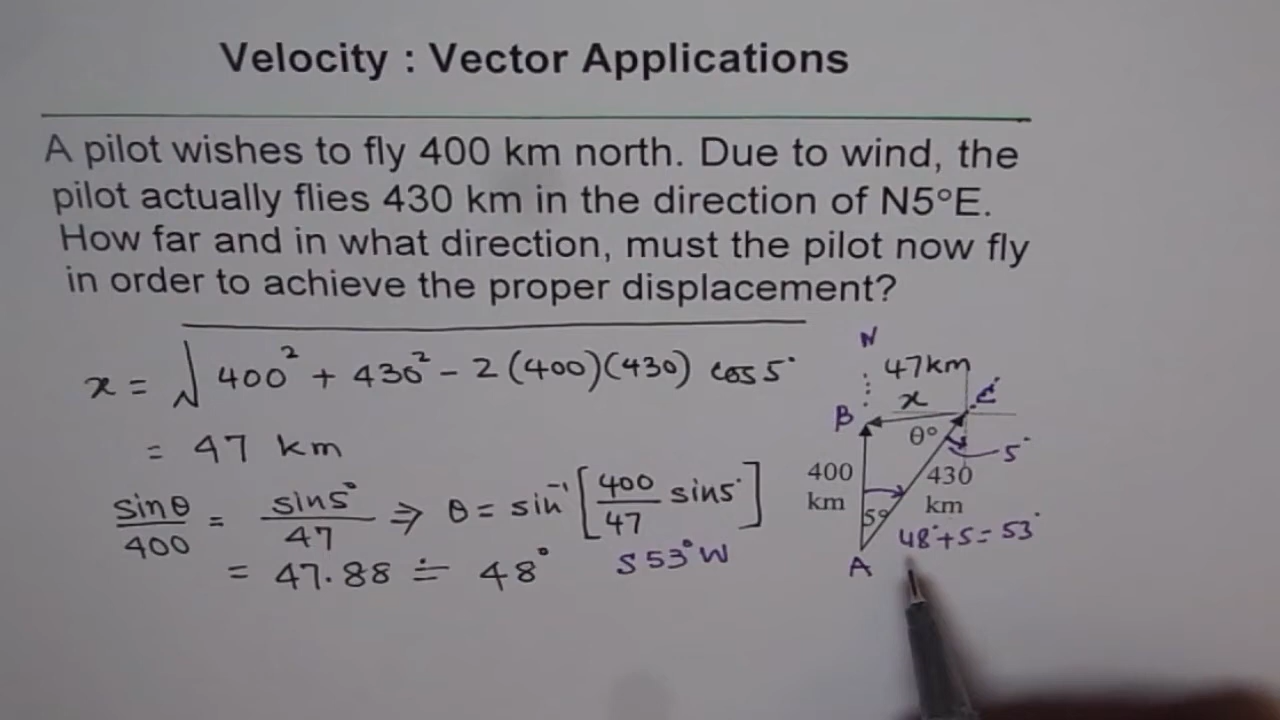 Velocity : Vector Applications
A pilot wishes to fly 400 km north. Due to wind, the
pilot actually flies 430 km in the direction of N5°E.
How far and in what direction, must the pilot now fly
in order to achieve the proper displacement?
x = √400² + 430² - 2 (400)(430) cos 5°
= 47 km
sinθ/400 = sin5°/47 ⇒ θ = sin⁻¹ [400/47 sin5°]
= 47.88 ≐ 48°
S 53° W
N
47km
x
B
C
θ°
5°
400
km
430
km
5°
48° + 5 = 53°
A